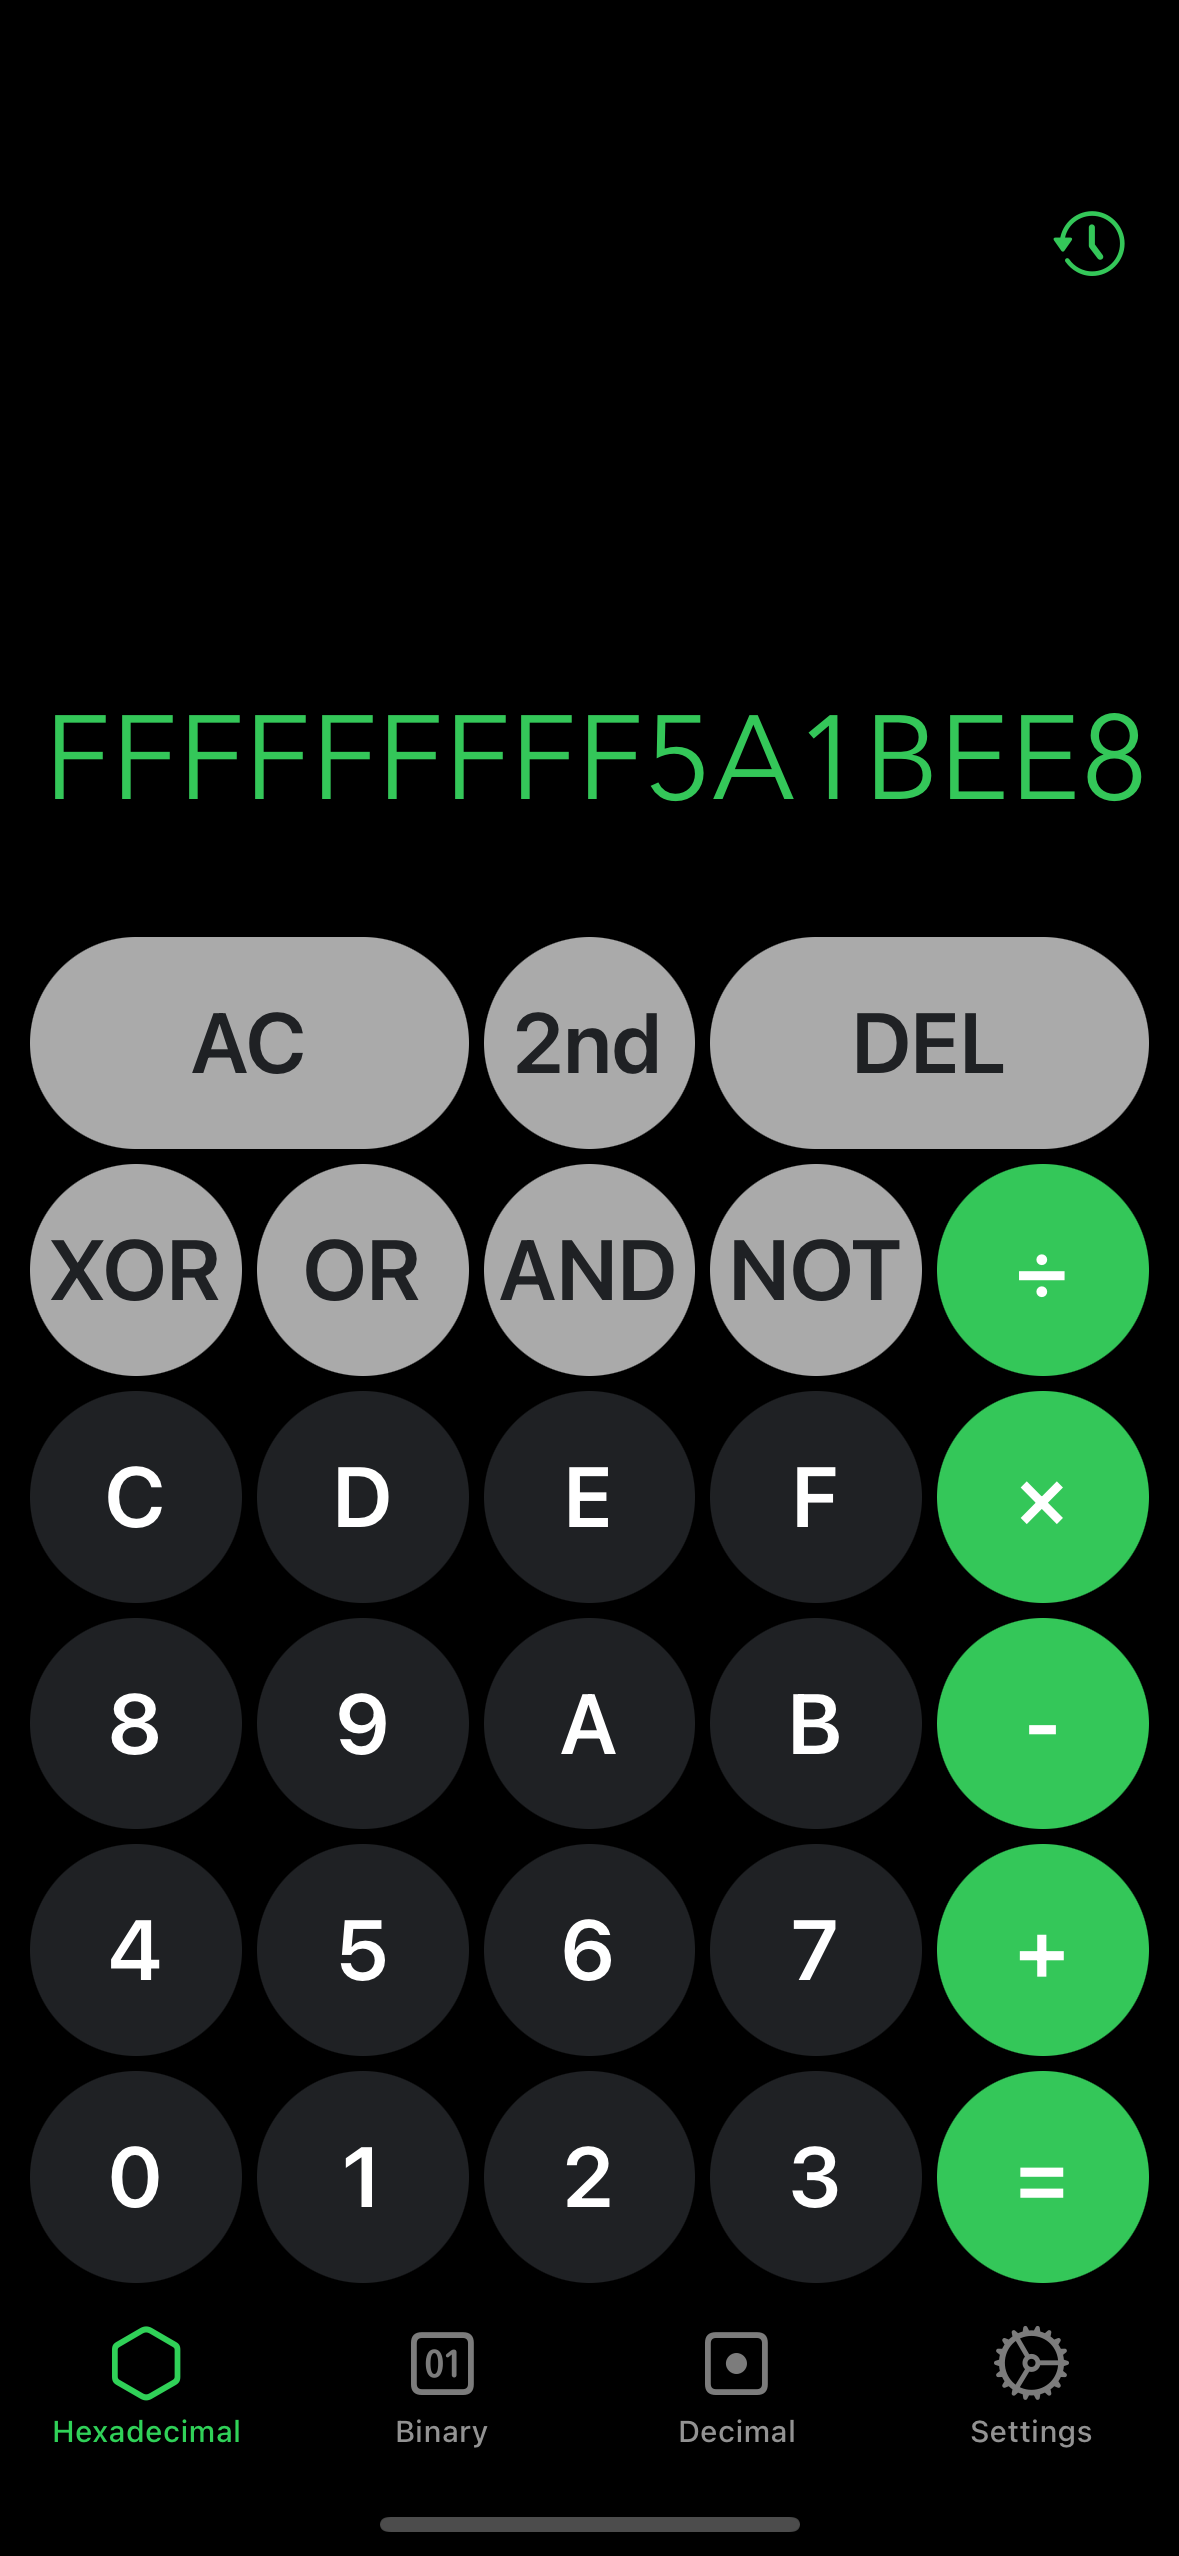 FFFFFFFFF5A1BEE8
AC 2nd DEL
XOR OR AND NOT ÷
C D E F ×
8 9 A B -
4 5 6 7 +
0 1 2 3 =
01
Hexadecimal Binary Decimal Settings